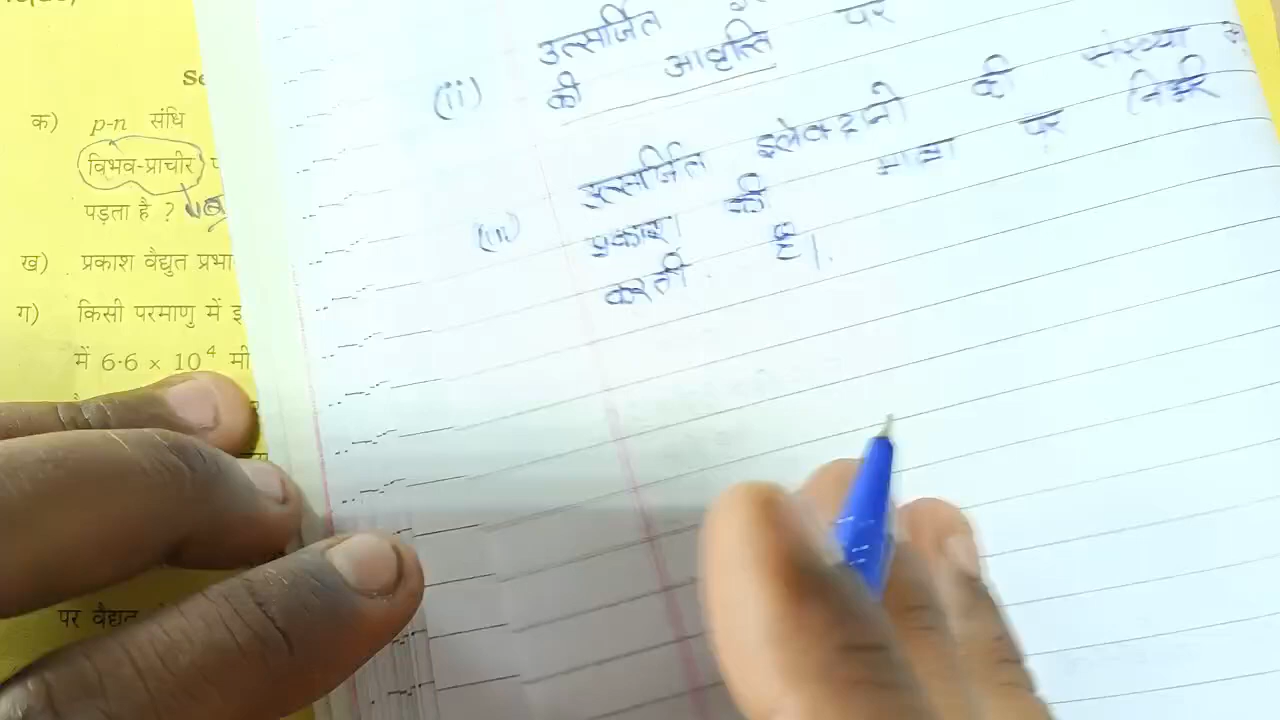 Se
क) p-n संधि
विभव-प्राचीर
पड़ता है ?
ख) प्रकाश वैद्युत प्रभा
ग) किसी परमाणु में इ
में 6·6 × 10⁴ मी
पर वैद्युत
उत्सर्जित
(ii) की आवृत्ति पर
उत्सर्जित इलेक्ट्रानो की संख्या
(iii) प्रकाश की मात्रा पर निर्भर
करती है।